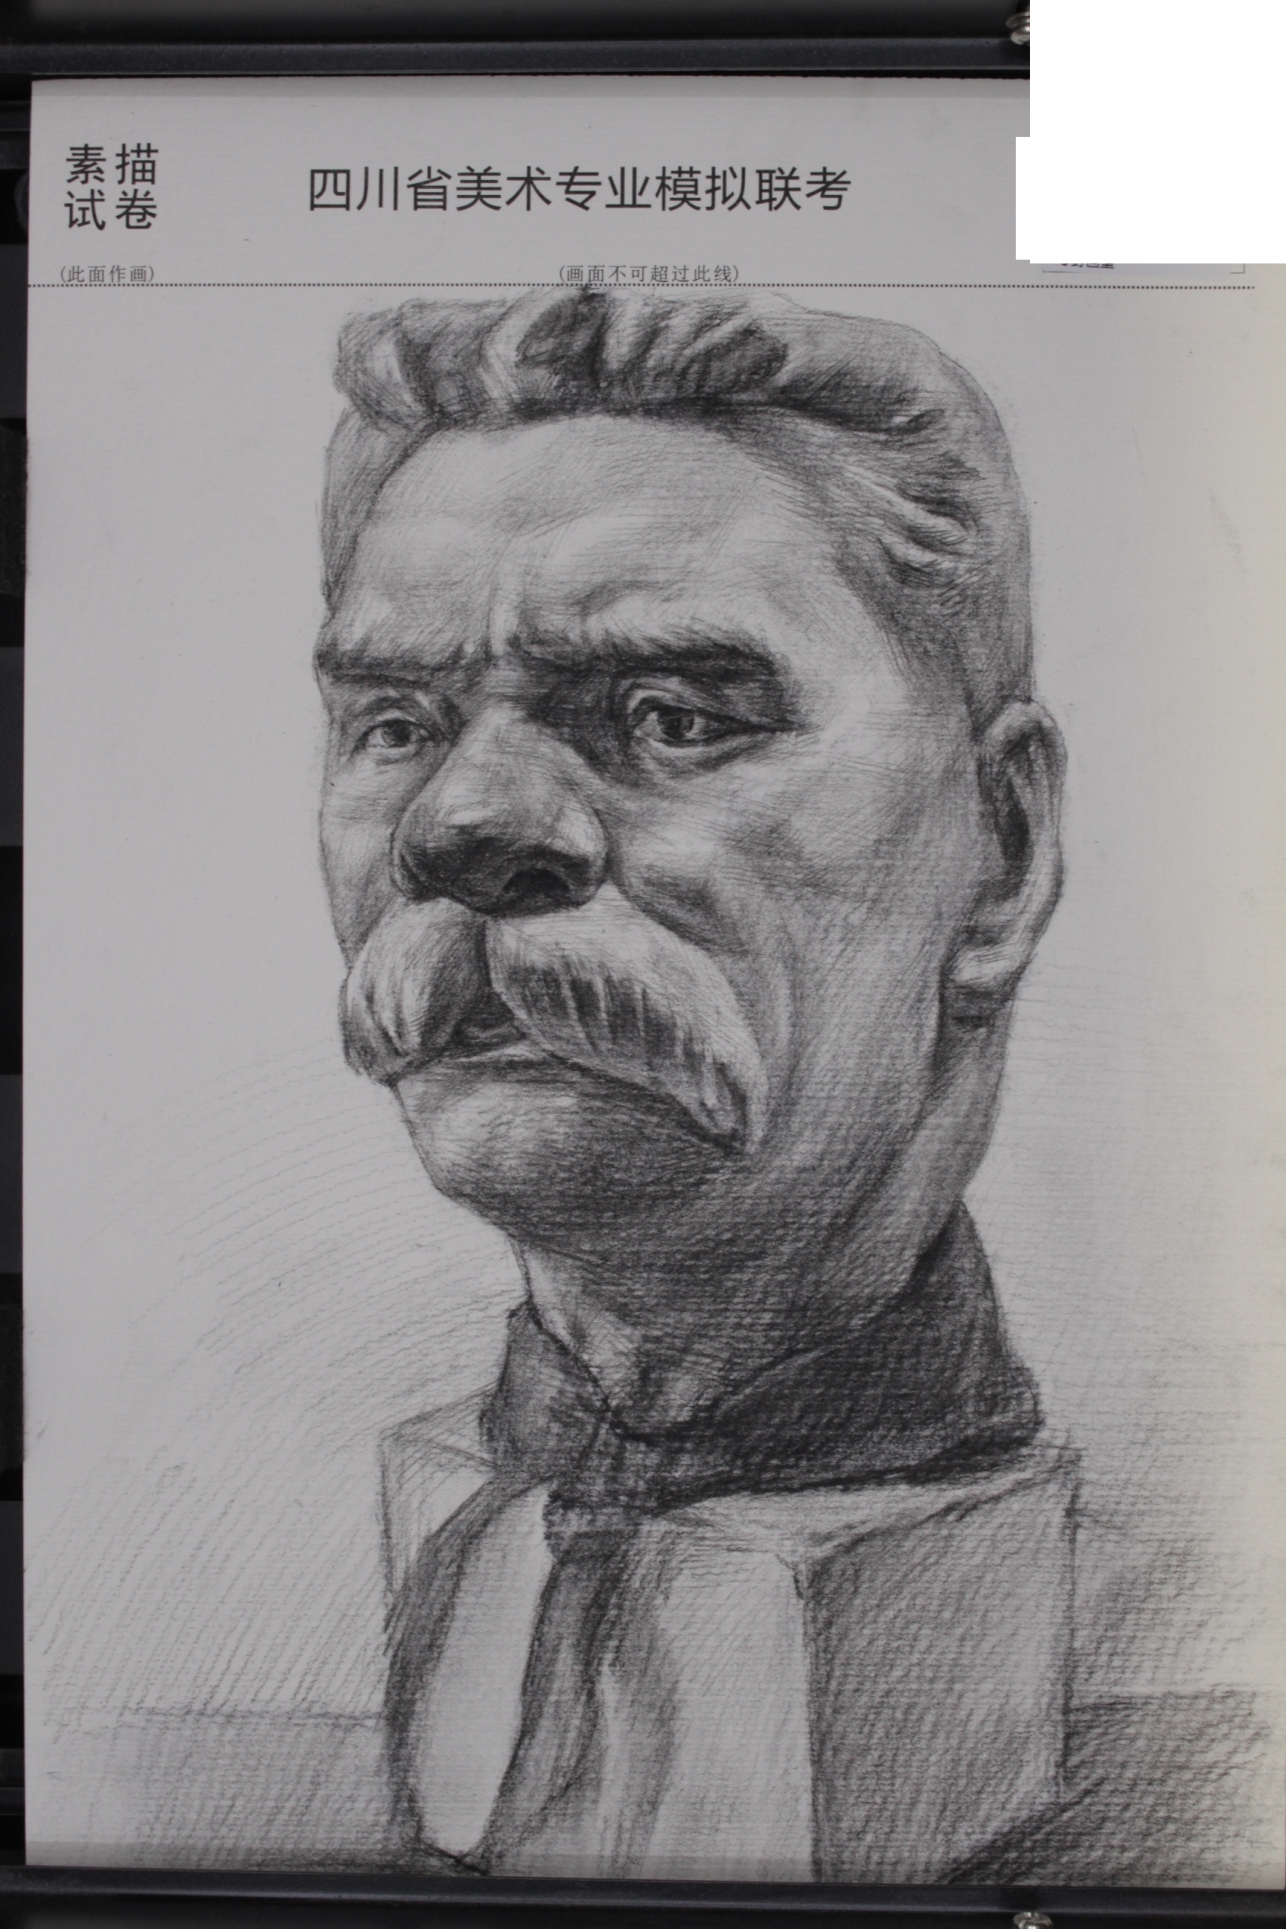 素描
试卷
四川省美术专业模拟联考
(此面作画)
(画面不可超过此线)